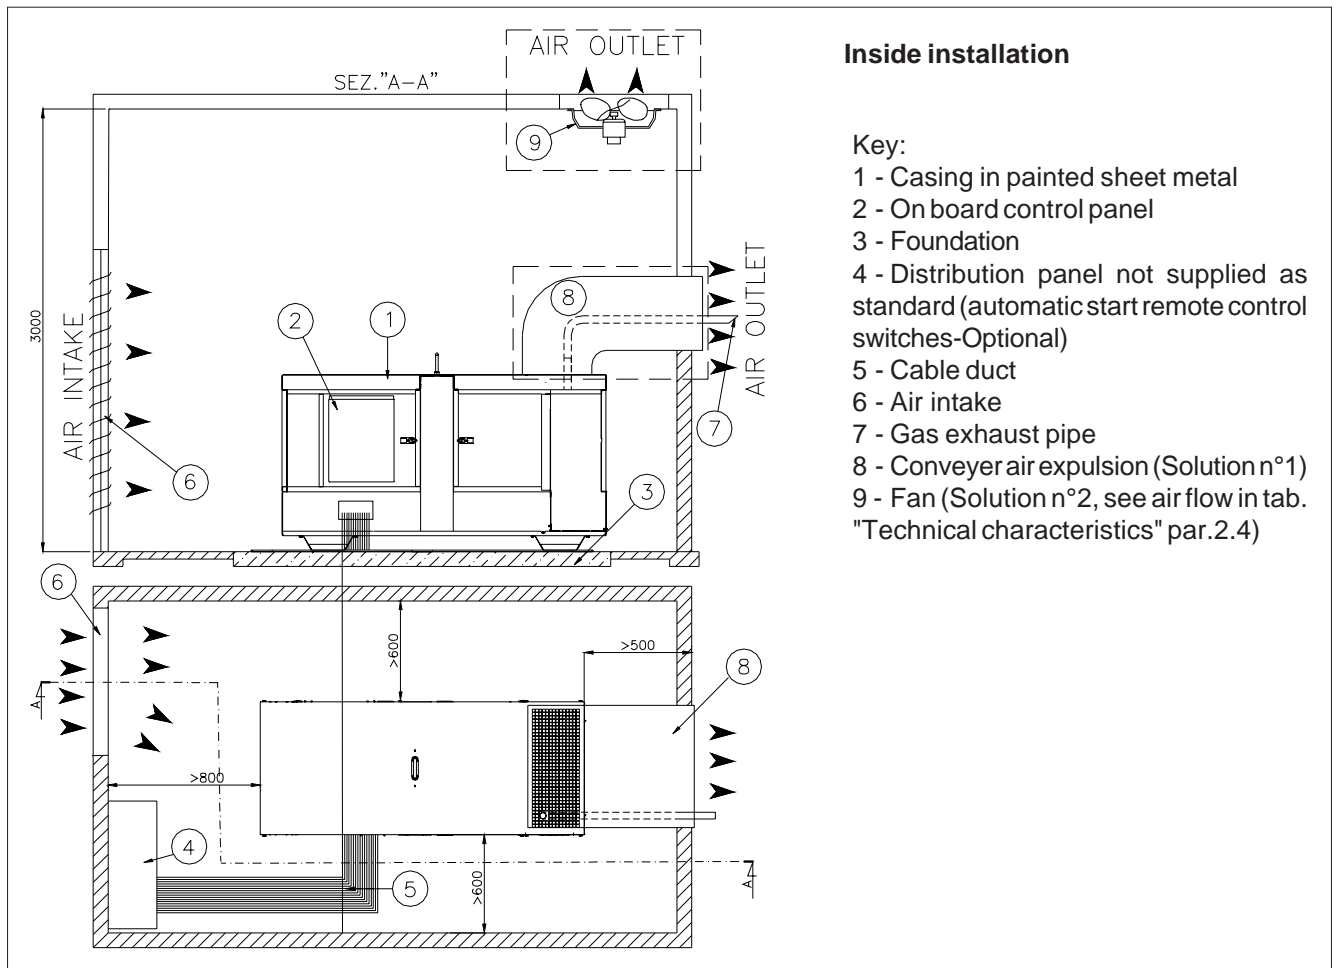 AIR OUTLET
SEZ."A-A"
9
3000
AIR INTAKE
8
AIR OUTLET
2
1
7
6
3
6
>600
>500
8
A
>800
4
5
>600
A
Inside installation
Key:
1 - Casing in painted sheet metal
2 - On board control panel
3 - Foundation
4 - Distribution panel not supplied as
standard (automatic start remote control
switches-Optional)
5 - Cable duct
6 - Air intake
7 - Gas exhaust pipe
8 - Conveyer air expulsion (Solution n°1)
9 - Fan (Solution n°2, see air flow in tab.
"Technical characteristics" par.2.4)